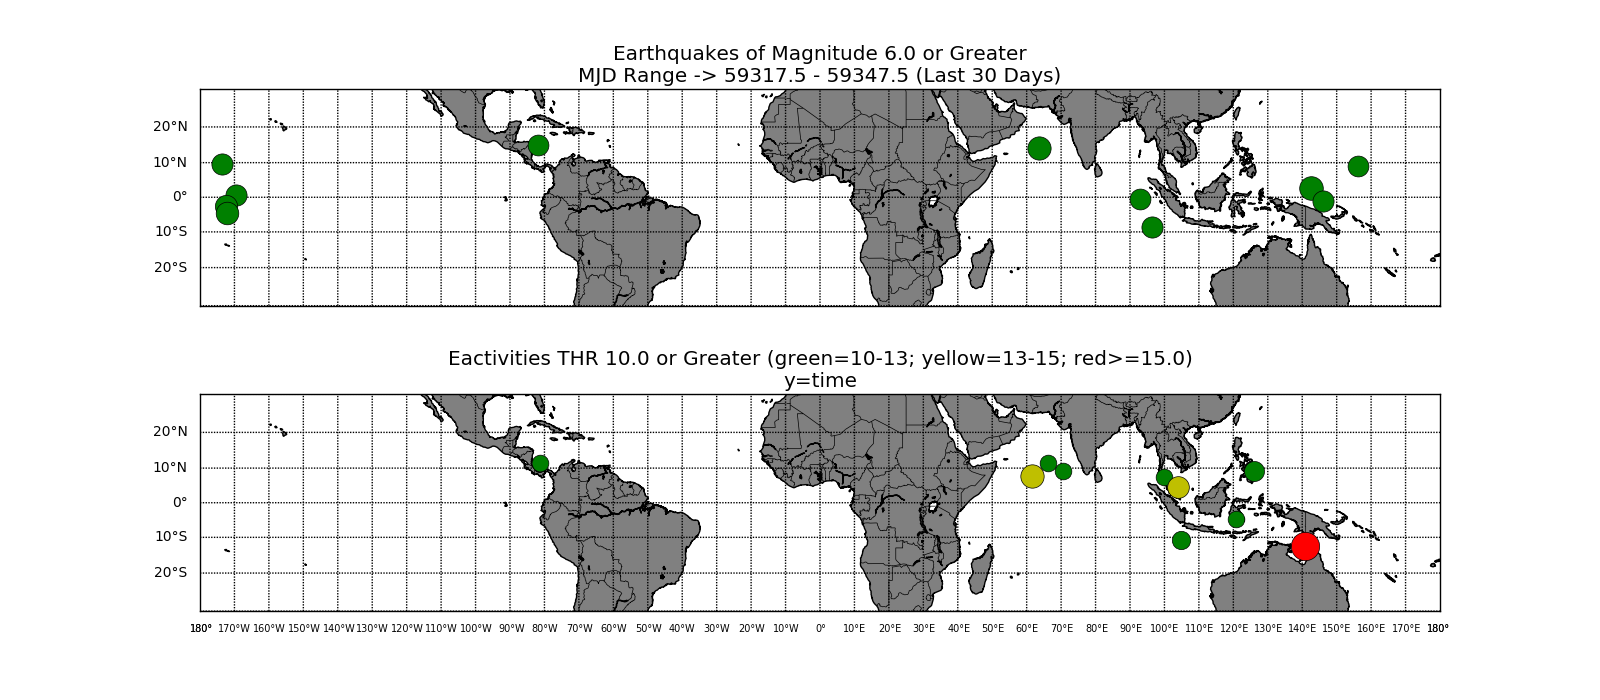 Earthquakes of Magnitude 6.0 or Greater
MJD Range -> 59317.5 - 59347.5 (Last 30 Days)
20°N
10°N
0°
10°S
20°S
Eactivities THR 10.0 or Greater (green=10-13; yellow=13-15; red>=15.0)
y=time
20°N
10°N
0°
10°S
20°S
180° 170°W 160°W 150°W 140°W 130°W 120°W 110°W 100°W 90°W 80°W 70°W 60°W 50°W 40°W 30°W 20°W 10°W 0° 10°E 20°E 30°E 40°E 50°E 60°E 70°E 80°E 90°E 100°E 110°E 120°E 130°E 140°E 150°E 160°E 170°E 180°